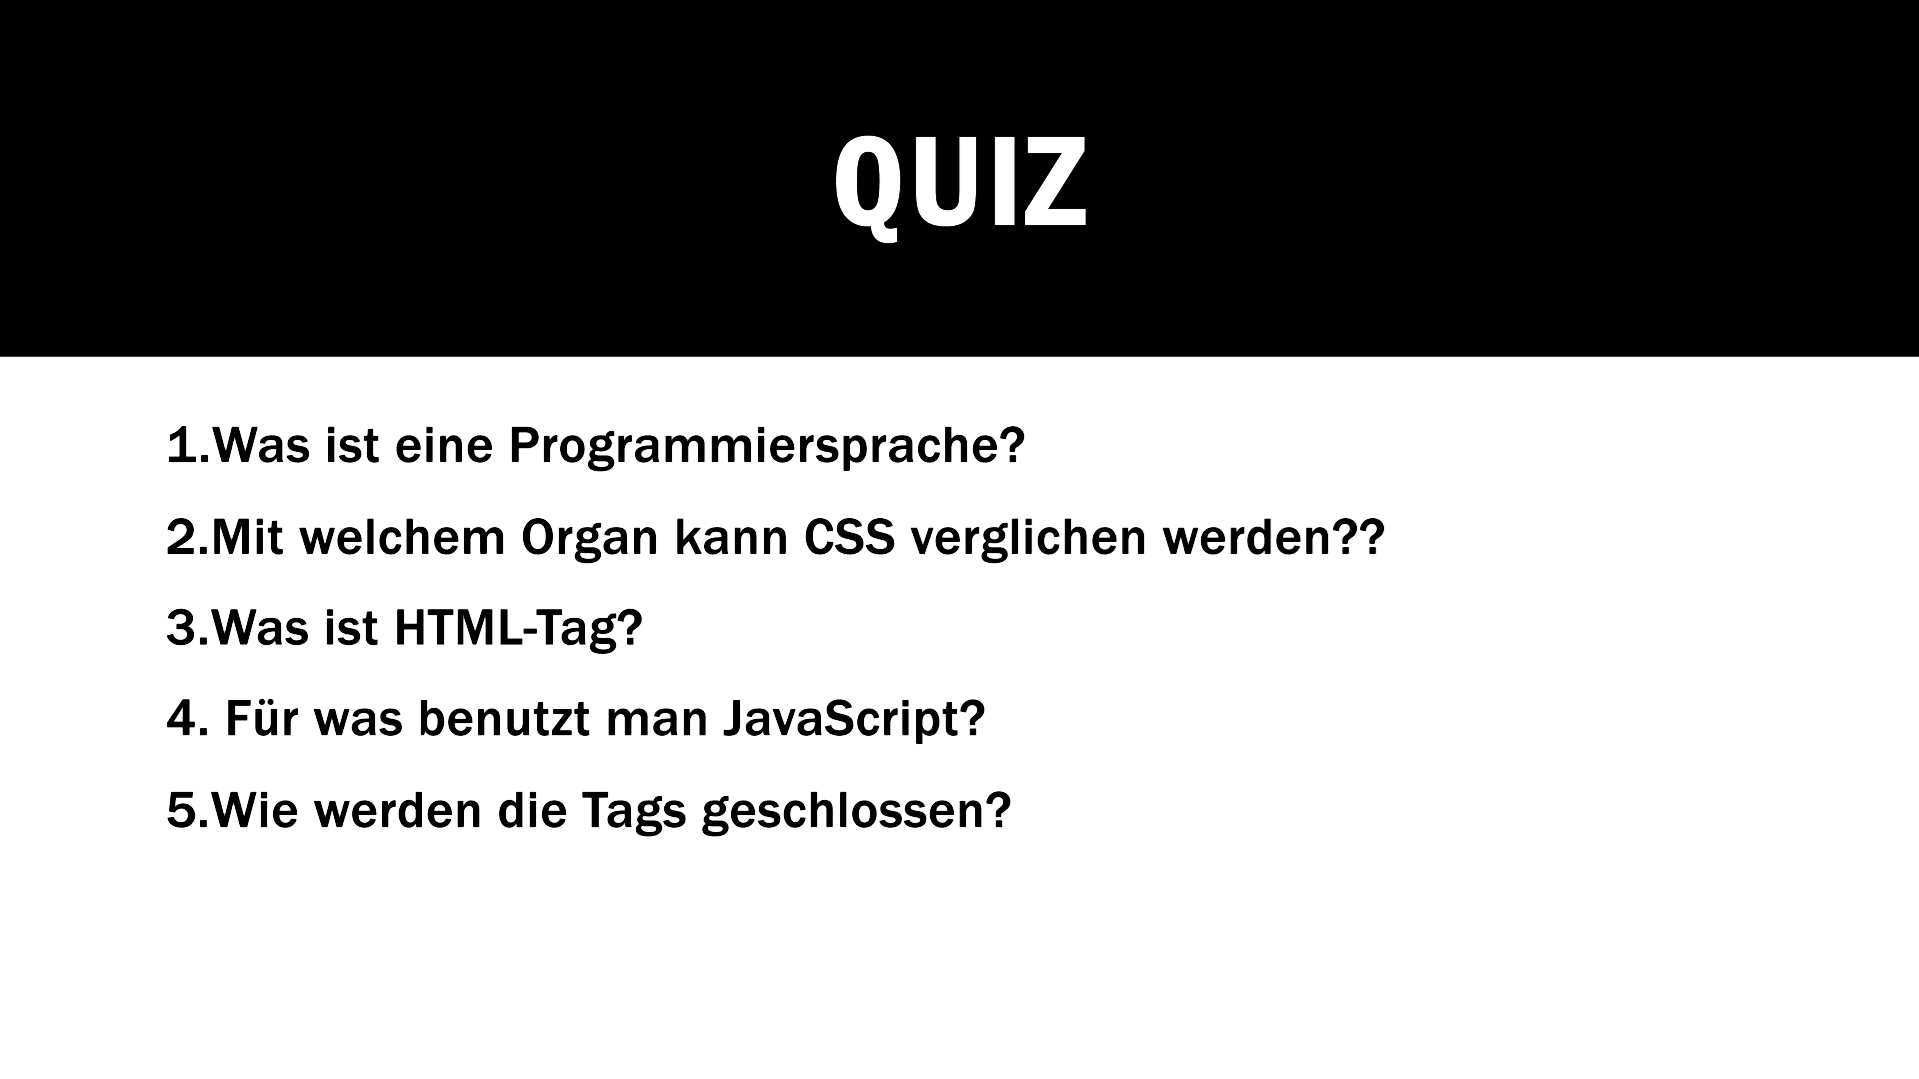 QUIZ
1.Was ist eine Programmiersprache?
2.Mit welchem Organ kann CSS verglichen werden??
3.Was ist HTML-Tag?
4. Für was benutzt man JavaScript?
5.Wie werden die Tags geschlossen?